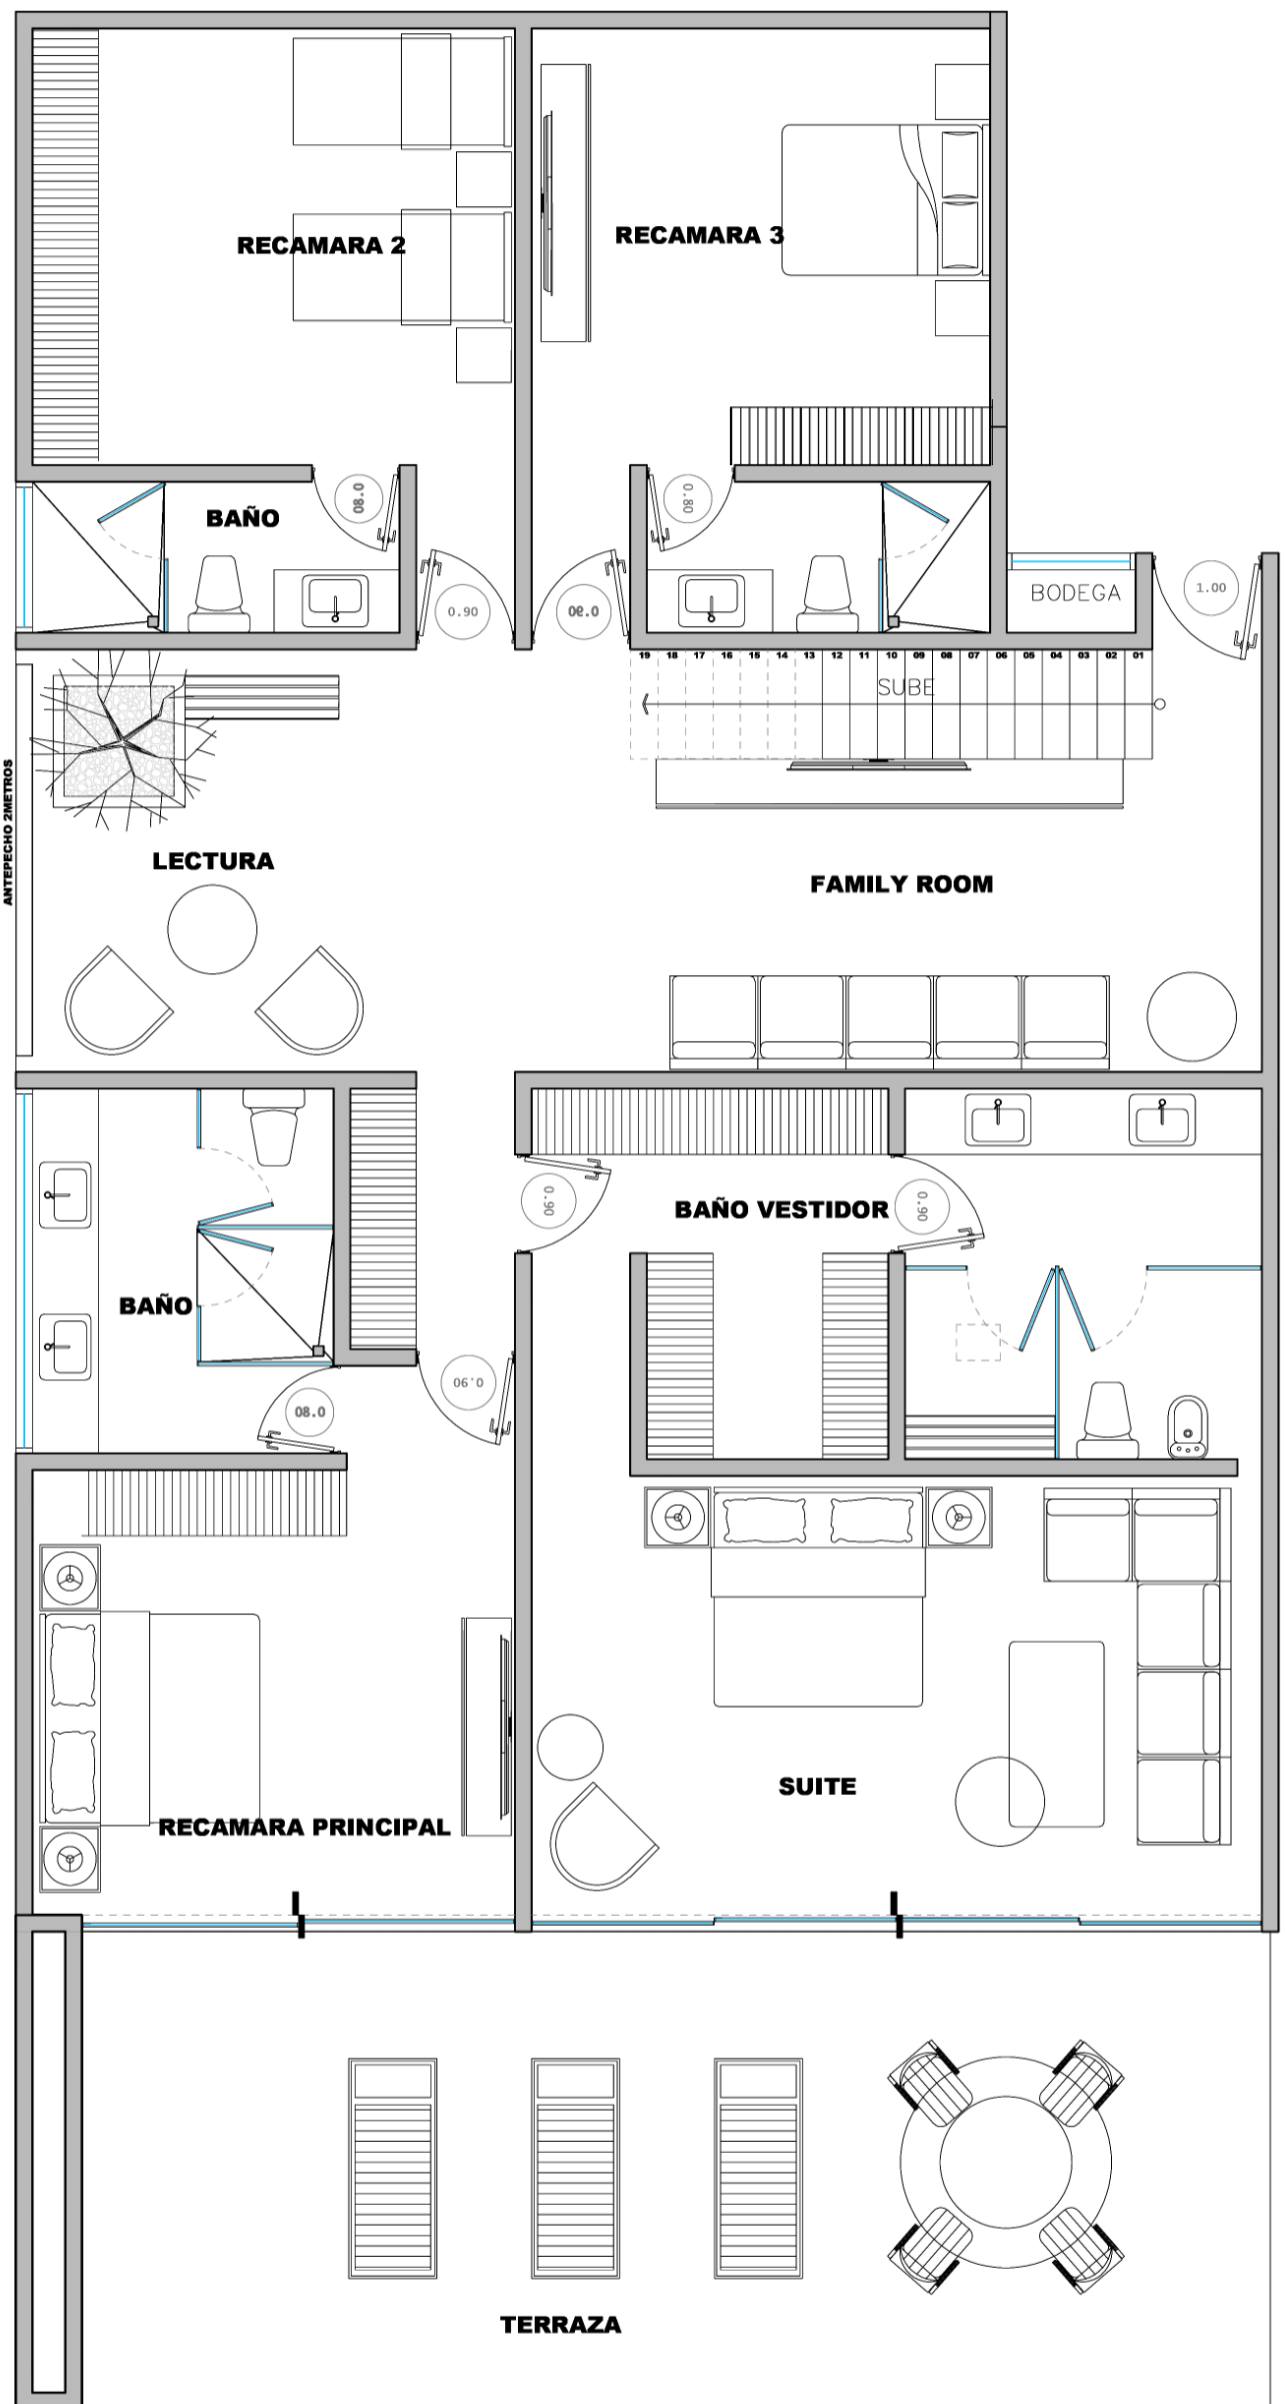 RECAMARA 2
RECAMARA 3
0.80
BAÑO
0.80
0.90
0.90
BODEGA
1.00
19 18 17 16 15 14 13 12 11 10 09 08 07 06 05 04 03 02 01
SUBE
ANTEPECHO 2METROS
LECTURA
FAMILY ROOM
0.90
BAÑO VESTIDOR
0.90
BAÑO
0.90
0.80
SUITE
RECAMARA PRINCIPAL
TERRAZA